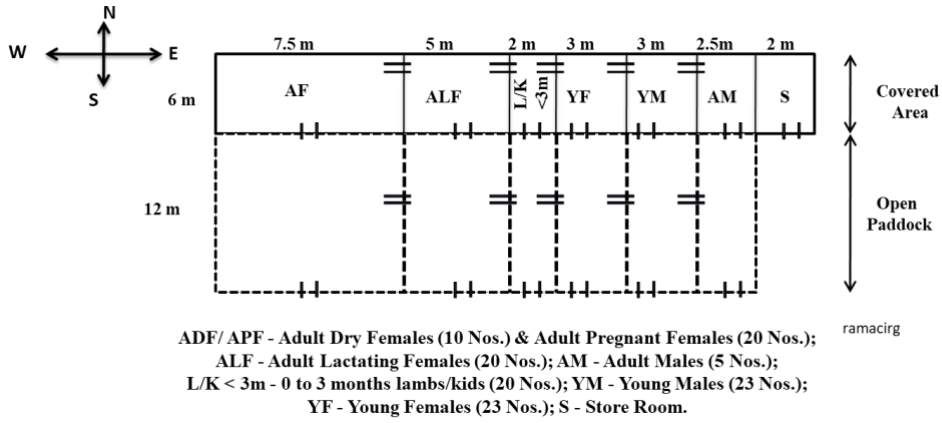 N
W E
S
7.5 m 5 m 2 m 3 m 3 m 2.5m 2 m
6 m
AF ALF L/K <3m YF YM AM S
Covered
Area
12 m
Open
Paddock
ramacirg
ADF/ APF - Adult Dry Females (10 Nos.) & Adult Pregnant Females (20 Nos.);
ALF - Adult Lactating Females (20 Nos.); AM - Adult Males (5 Nos.);
L/K < 3m - 0 to 3 months lambs/kids (20 Nos.); YM - Young Males (23 Nos.);
YF - Young Females (23 Nos.); S - Store Room.